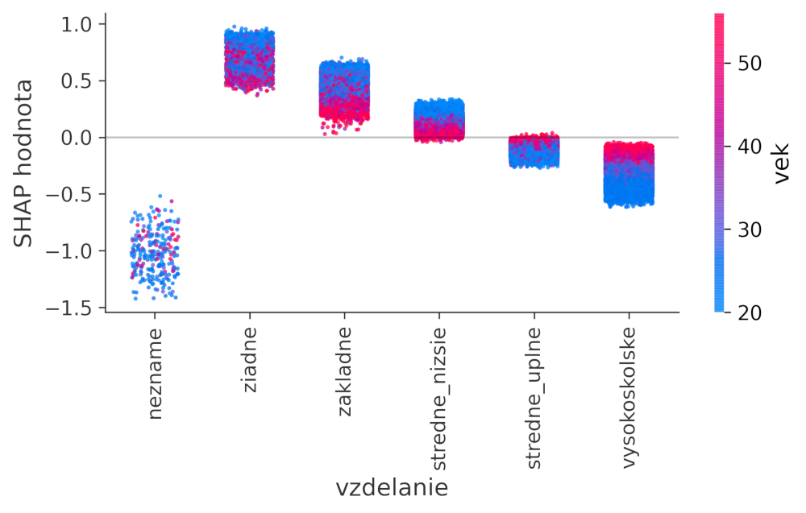 SHAP hodnota
1.0
0.5
0.0
−0.5
−1.0
−1.5
nezname
ziadne
zakladne
stredne_nizsie
stredne_uplne
vysokoskolske
vzdelanie
50
40
30
20
vek